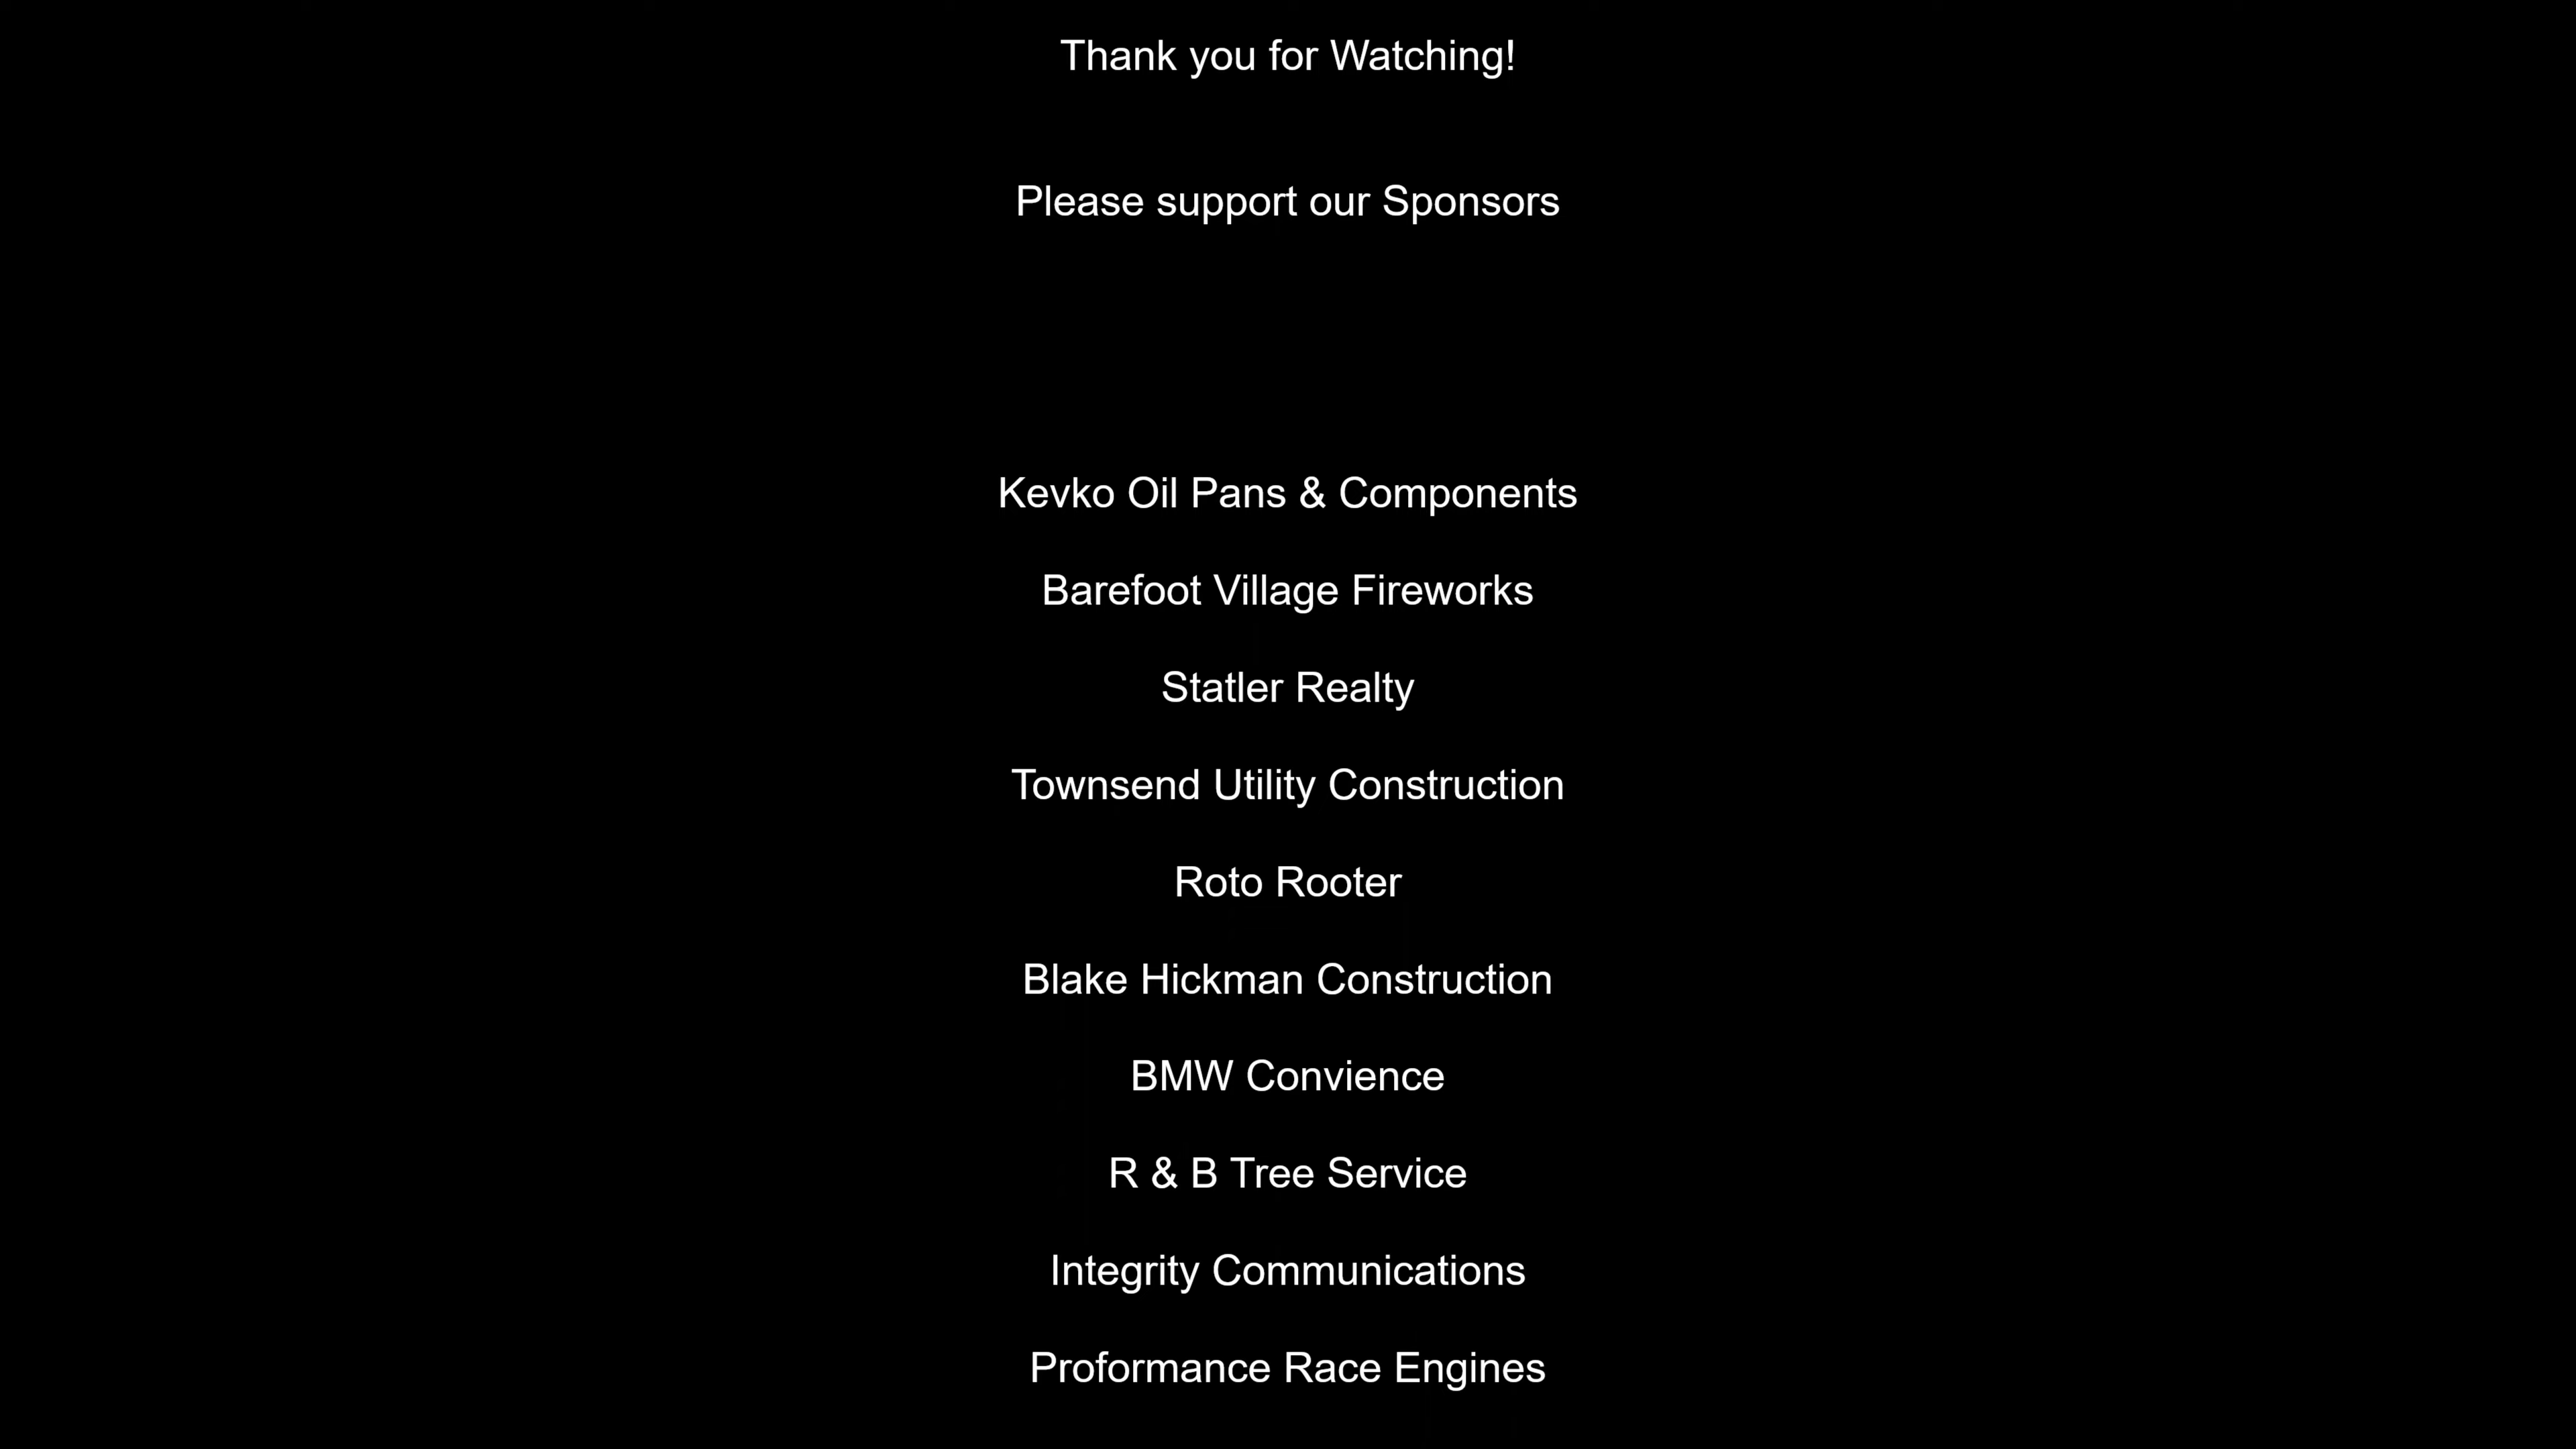 Thank you for Watching!
Please support our Sponsors
Kevko Oil Pans & Components
Barefoot Village Fireworks
Statler Realty
Townsend Utility Construction
Roto Rooter
Blake Hickman Construction
BMW Convience
R & B Tree Service
Integrity Communications
Proformance Race Engines